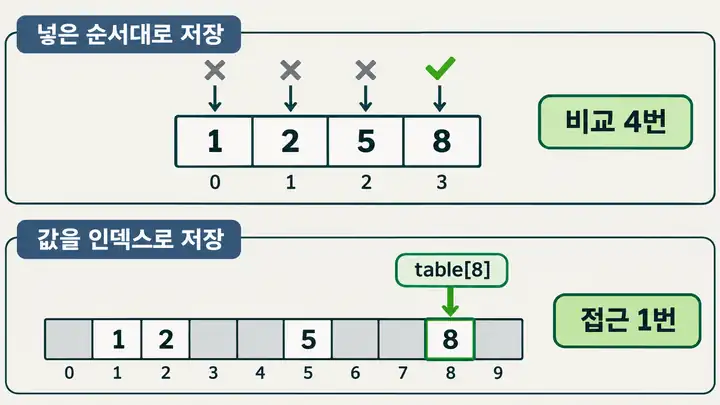 넣은 순서대로 저장
1 2 5 8
비교 4번
0 1 2 3
값을 인덱스로 저장
table[8]
1 2 5 8
접근 1번
0 1 2 3 4 5 6 7 8 9